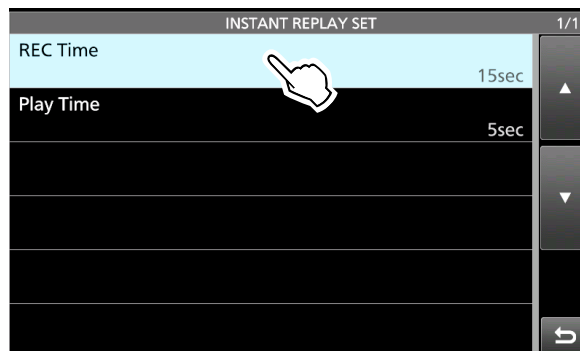 INSTANT REPLAY SET 1/1
REC Time
15sec
Play Time
5sec